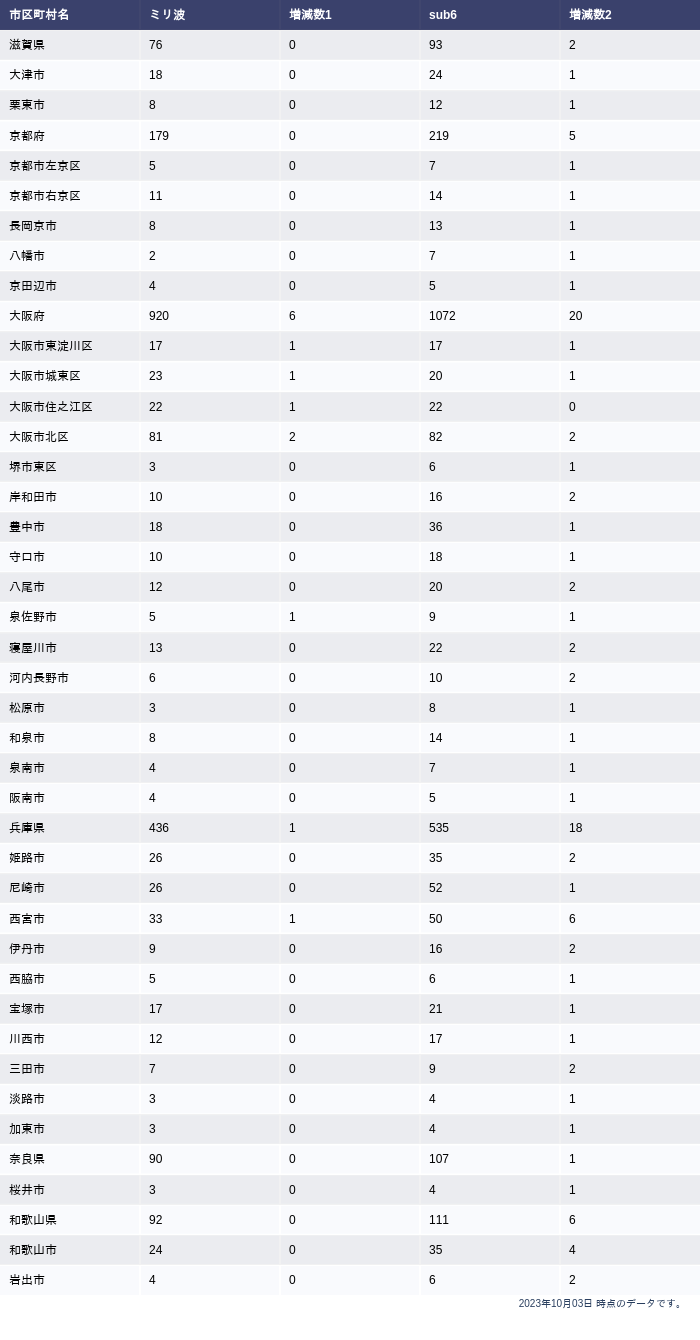 市区町村名 ミリ波 増減数1 sub6 増減数2
滋賀県 76 0 93 2
大津市 18 0 24 1
栗東市 8 0 12 1
京都府 179 0 219 5
京都市左京区 5 0 7 1
京都市右京区 11 0 14 1
長岡京市 8 0 13 1
八幡市 2 0 7 1
京田辺市 4 0 5 1
大阪府 920 6 1072 20
大阪市東淀川区 17 1 17 1
大阪市城東区 23 1 20 1
大阪市住之江区 22 1 22 0
大阪市北区 81 2 82 2
堺市東区 3 0 6 1
岸和田市 10 0 16 2
豊中市 18 0 36 1
守口市 10 0 18 1
八尾市 12 0 20 2
泉佐野市 5 1 9 1
寝屋川市 13 0 22 2
河内長野市 6 0 10 2
松原市 3 0 8 1
和泉市 8 0 14 1
泉南市 4 0 7 1
阪南市 4 0 5 1
兵庫県 436 1 535 18
姫路市 26 0 35 2
尼崎市 26 0 52 1
西宮市 33 1 50 6
伊丹市 9 0 16 2
西脇市 5 0 6 1
宝塚市 17 0 21 1
川西市 12 0 17 1
三田市 7 0 9 2
淡路市 3 0 4 1
加東市 3 0 4 1
奈良県 90 0 107 1
桜井市 3 0 4 1
和歌山県 92 0 111 6
和歌山市 24 0 35 4
岩出市 4 0 6 2
2023年10月03日 時点のデータです。